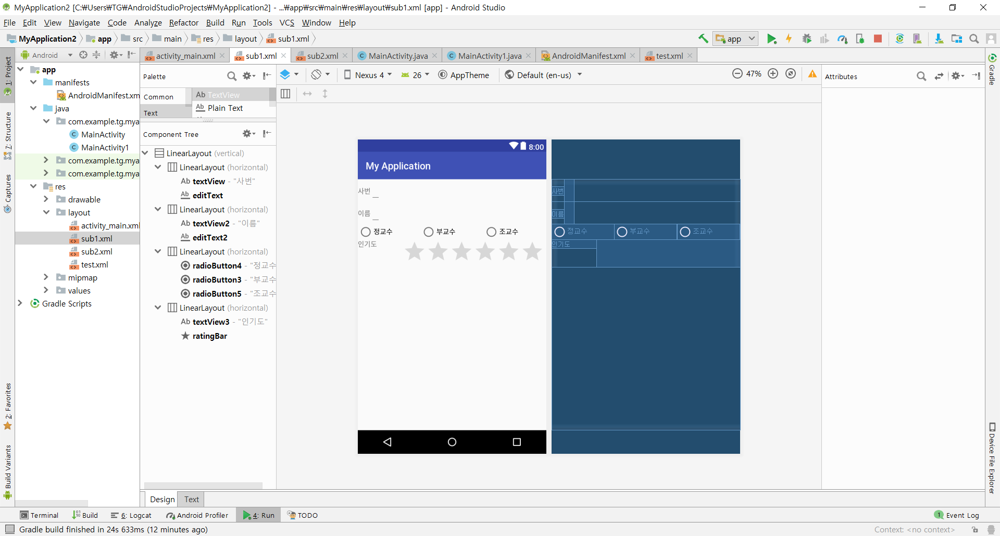 MyApplication2 [C:₩Users₩TG₩AndroidStudioProjects₩MyApplication2] - ...₩app₩src₩main₩res₩layout₩sub1.xml [app] - Android Studio
File Edit View Navigate Code Analyze Refactor Build Run Tools VCS Window Help
MyApplication2 app src main res layout sub1.xml
app
Android
activity_main.xml sub1.xml sub2.xml MainActivity.java MainActivity1.java AndroidManifest.xml test.xml
1: Project
7: Structure
Captures
2: Favorites
Build Variants
app
manifests
AndroidManifest.xm
java
com.example.tg.mya
MainActivity
MainActivity1
com.example.tg.mya
com.example.tg.mya
res
drawable
layout
activity_main.xml
sub1.xml
sub2.xml
test.xml
mipmap
values
Gradle Scripts
Palette
Common
Text
Ab TextView
Ab Plain Text
Component Tree
LinearLayout (vertical)
LinearLayout (horizontal)
Ab textView - "사번"
Ab editText
LinearLayout (horizontal)
Ab textView2 - "이름"
Ab editText2
LinearLayout (horizontal)
radioButton4 - "정교수
radioButton3 - "부교수
radioButton5 - "조교수
LinearLayout (horizontal)
Ab textView3 - "인기도"
ratingBar
Nexus 4 26 AppTheme Default (en-us) 47%
8:00
My Application
사번
이름
정교수 부교수 조교수
인기도
사번
이름
정교수 부교수 조교수
인기도
Attributes
Gradle
Device File Explorer
Design Text
Terminal Build 6: Logcat Android Profiler 4: Run TODO 1 Event Log
Gradle build finished in 24s 633ms (12 minutes ago) Context: <no context>